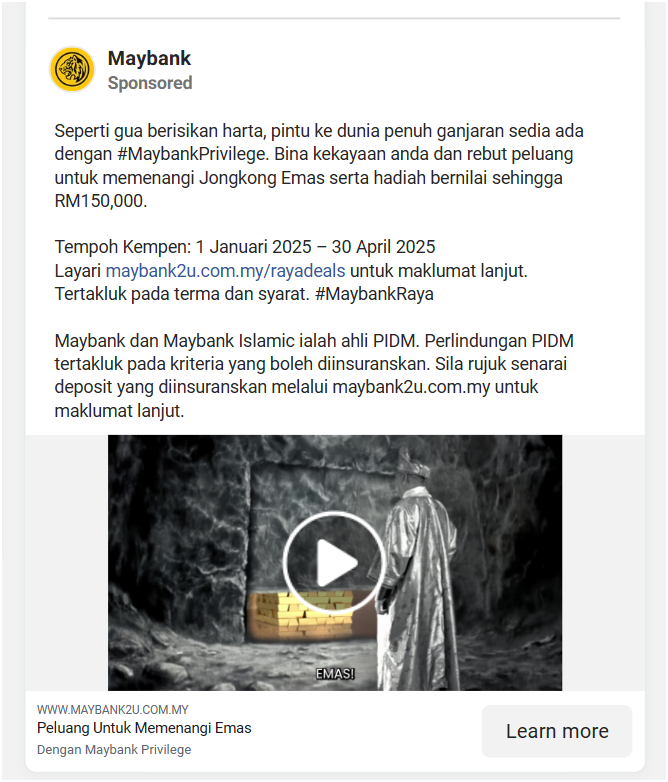 Maybank
Sponsored
Seperti gua berisikan harta, pintu ke dunia penuh ganjaran sedia ada
dengan #MaybankPrivilege. Bina kekayaan anda dan rebut peluang
untuk memenangi Jongkong Emas serta hadiah bernilai sehingga
RM150,000.
Tempoh Kempen: 1 Januari 2025 – 30 April 2025
Layari maybank2u.com.my/rayadeals untuk maklumat lanjut.
Tertakluk pada terma dan syarat. #MaybankRaya
Maybank dan Maybank Islamic ialah ahli PIDM. Perlindungan PIDM
tertakluk pada kriteria yang boleh diinsuranskan. Sila rujuk senarai
deposit yang diinsuranskan melalui maybank2u.com.my untuk
maklumat lanjut.
EMAS!
WWW.MAYBANK2U.COM.MY
Peluang Untuk Memenangi Emas
Dengan Maybank Privilege
Learn more